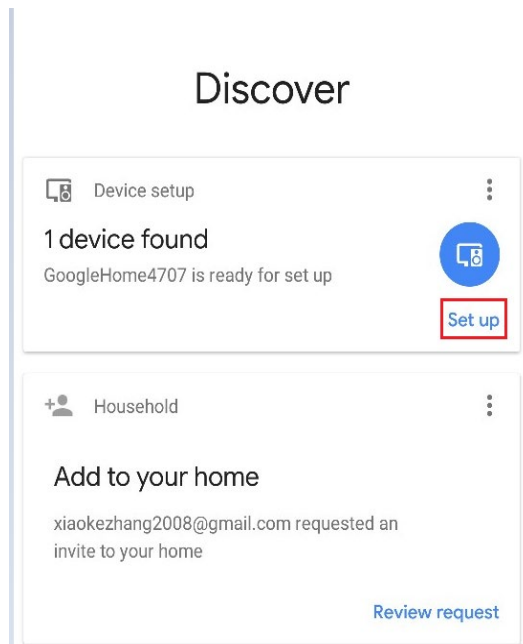 Discover
Device setup
1 device found
GoogleHome4707 is ready for set up
Set up
Household
Add to your home
xiaokezhang2008@gmail.com requested an
invite to your home
Review request